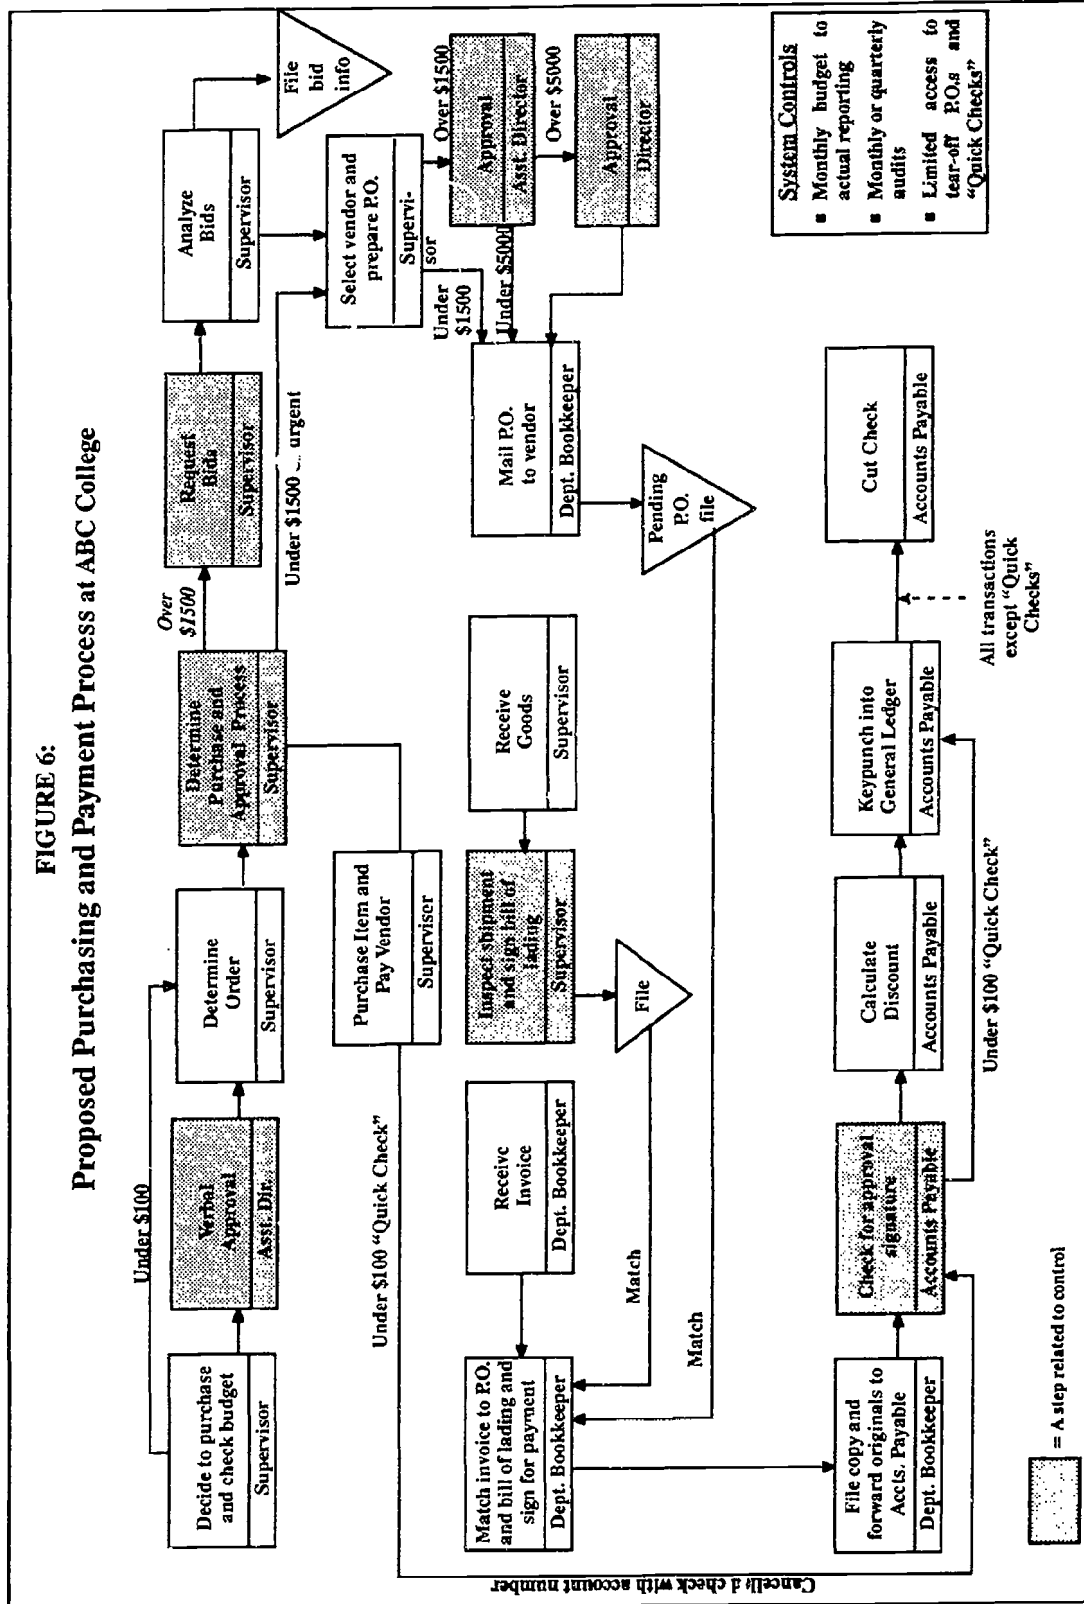 FIGURE 6:
Proposed Purchasing and Payment Process at ABC College
Under $100
Decide to purchase
and check budget
Supervisor
Verbal
Approval
Asst. Dir.
Determine
Order
Supervisor
Determine
Purchase and
Approval Process
Supervisor
Over
$1500
Request
Bids
Supervisor
Analyze
Bids
Supervisor
File
bid
info
Under $1500
urgent
Purchase Item and
Pay Vendor
Supervisor
Select vendor and
prepare P.O.
Supervi-
sor
Under $100 “Quick Check”
Under
$1500
Over $1500
Approval
Asst. Director
Under $5000
Over $5000
Approval
Director
Match invoice to P.O.
and bill of lading and
sign for payment
Dept. Bookkeeper
Receive
Invoice
Dept. Bookkeeper
Inspect shipment
and sign bill of
lading
Supervisor
Receive
Goods
Supervisor
Mail P.O.
to vendor
Dept. Bookkeeper
File
Pending
P.O.
file
Match
Match
File copy and
forward originals to
Accts. Payable
Dept. Bookkeeper
Check for approval
signature
Accounts Payable
Calculate
Discount
Accounts Payable
Keypunch into
General Ledger
Accounts Payable
Cut Check
Accounts Payable
All transactions
except “Quick
Checks”
Under $100 “Quick Check”
Cancelled check with account number
System Controls
■ Monthly budget to
actual reporting
■ Monthly or quarterly
audits
■ Limited access to
tear-off P.O.s and
“Quick Checks”
= A step related to control